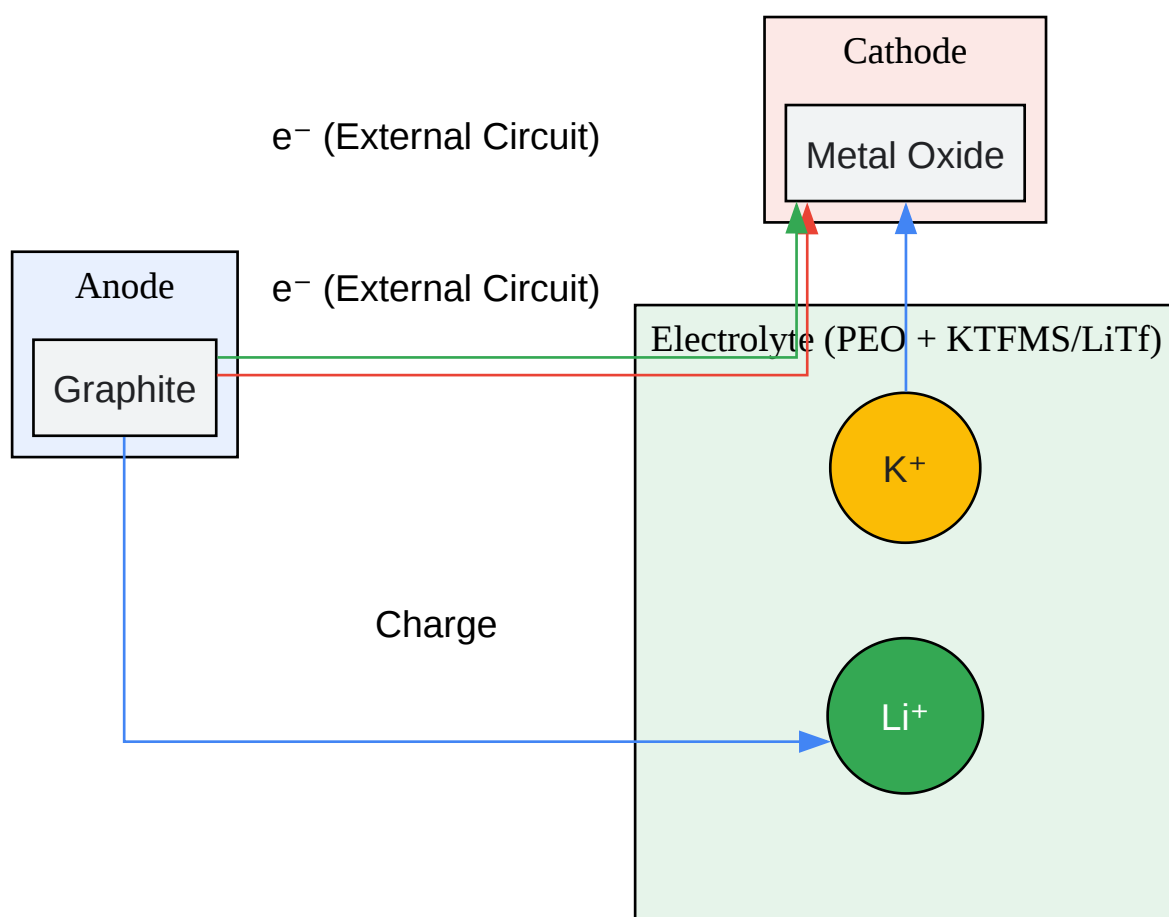 Cathode
Metal Oxide
e⁻ (External Circuit)
Anode
e⁻ (External Circuit)
Graphite
Electrolyte (PEO + KTFMS/LiTf)
K⁺
Charge
Li⁺